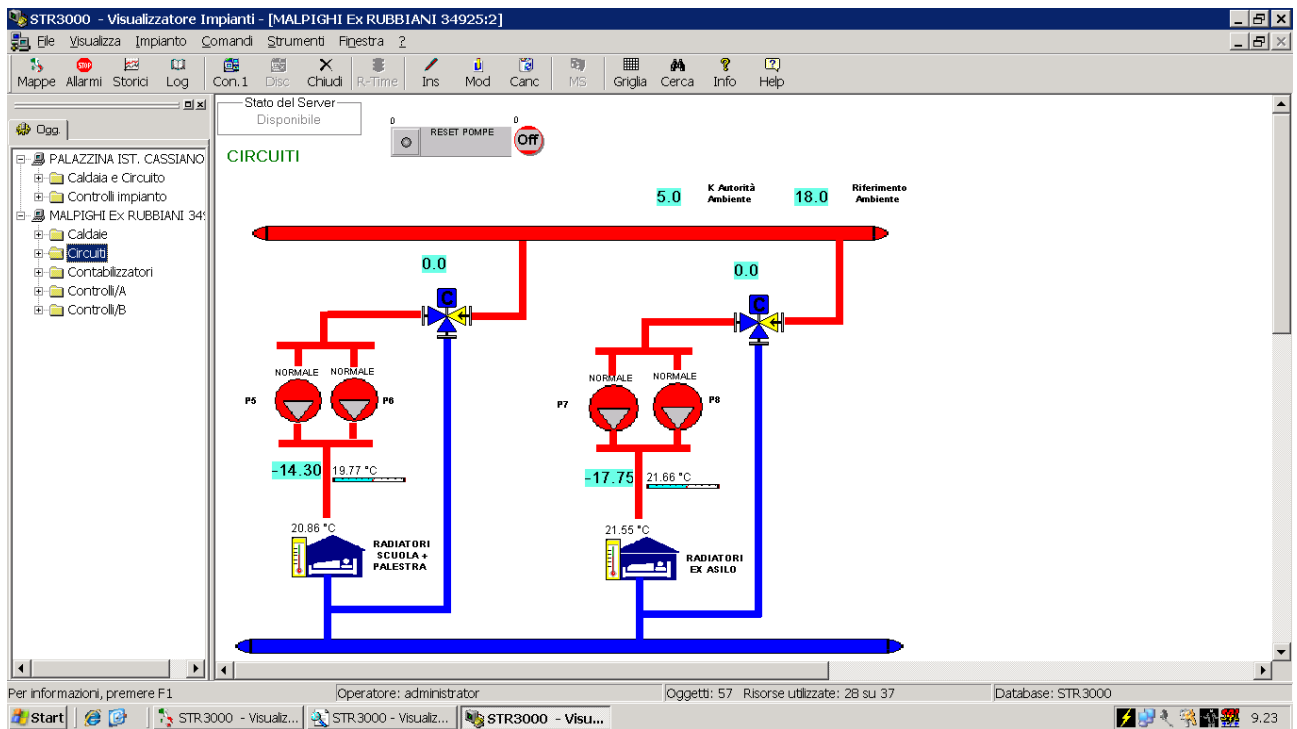 STR3000 - Visualizzatore Impianti - [MALPIGHI Ex RUBBIANI 34925:2]
File Visualizza Impianto Comandi Strumenti Finestra ?
Mappe Allarmi Storici Log Con.1 Disc Chiudi R-Time Ins Mod Canc MS Griglia Cerca Info Help
Ogg.
PALAZZINA IST. CASSIANO
Caldaia e Circuito
Controlli impianto
MALPIGHI Ex RUBBIANI 349
Caldaie
Circuiti
Contabilizzatori
Controlli/A
Controlli/B
Stato del Server
Disponibile
0 0
RESET POMPE Off
CIRCUITI
5.0 K Autorità Ambiente 18.0 Riferimento Ambiente
0.0 0.0
C C
NORMALE NORMALE NORMALE NORMALE
P5 P6 P7 P8
-14.30 19.77 °C -17.75 21.66 °C
20.86 °C 21.55 °C
RADIATORI
SCUOLA +
PALESTRA
RADIATORI
EX ASILO
Per informazioni, premere F1 Operatore: administrator Oggetti: 57 Risorse utilizzate: 28 su 37 Database: STR3000
Start STR3000 - Visualiz... STR3000 - Visualiz... STR3000 - Visu... 9.23